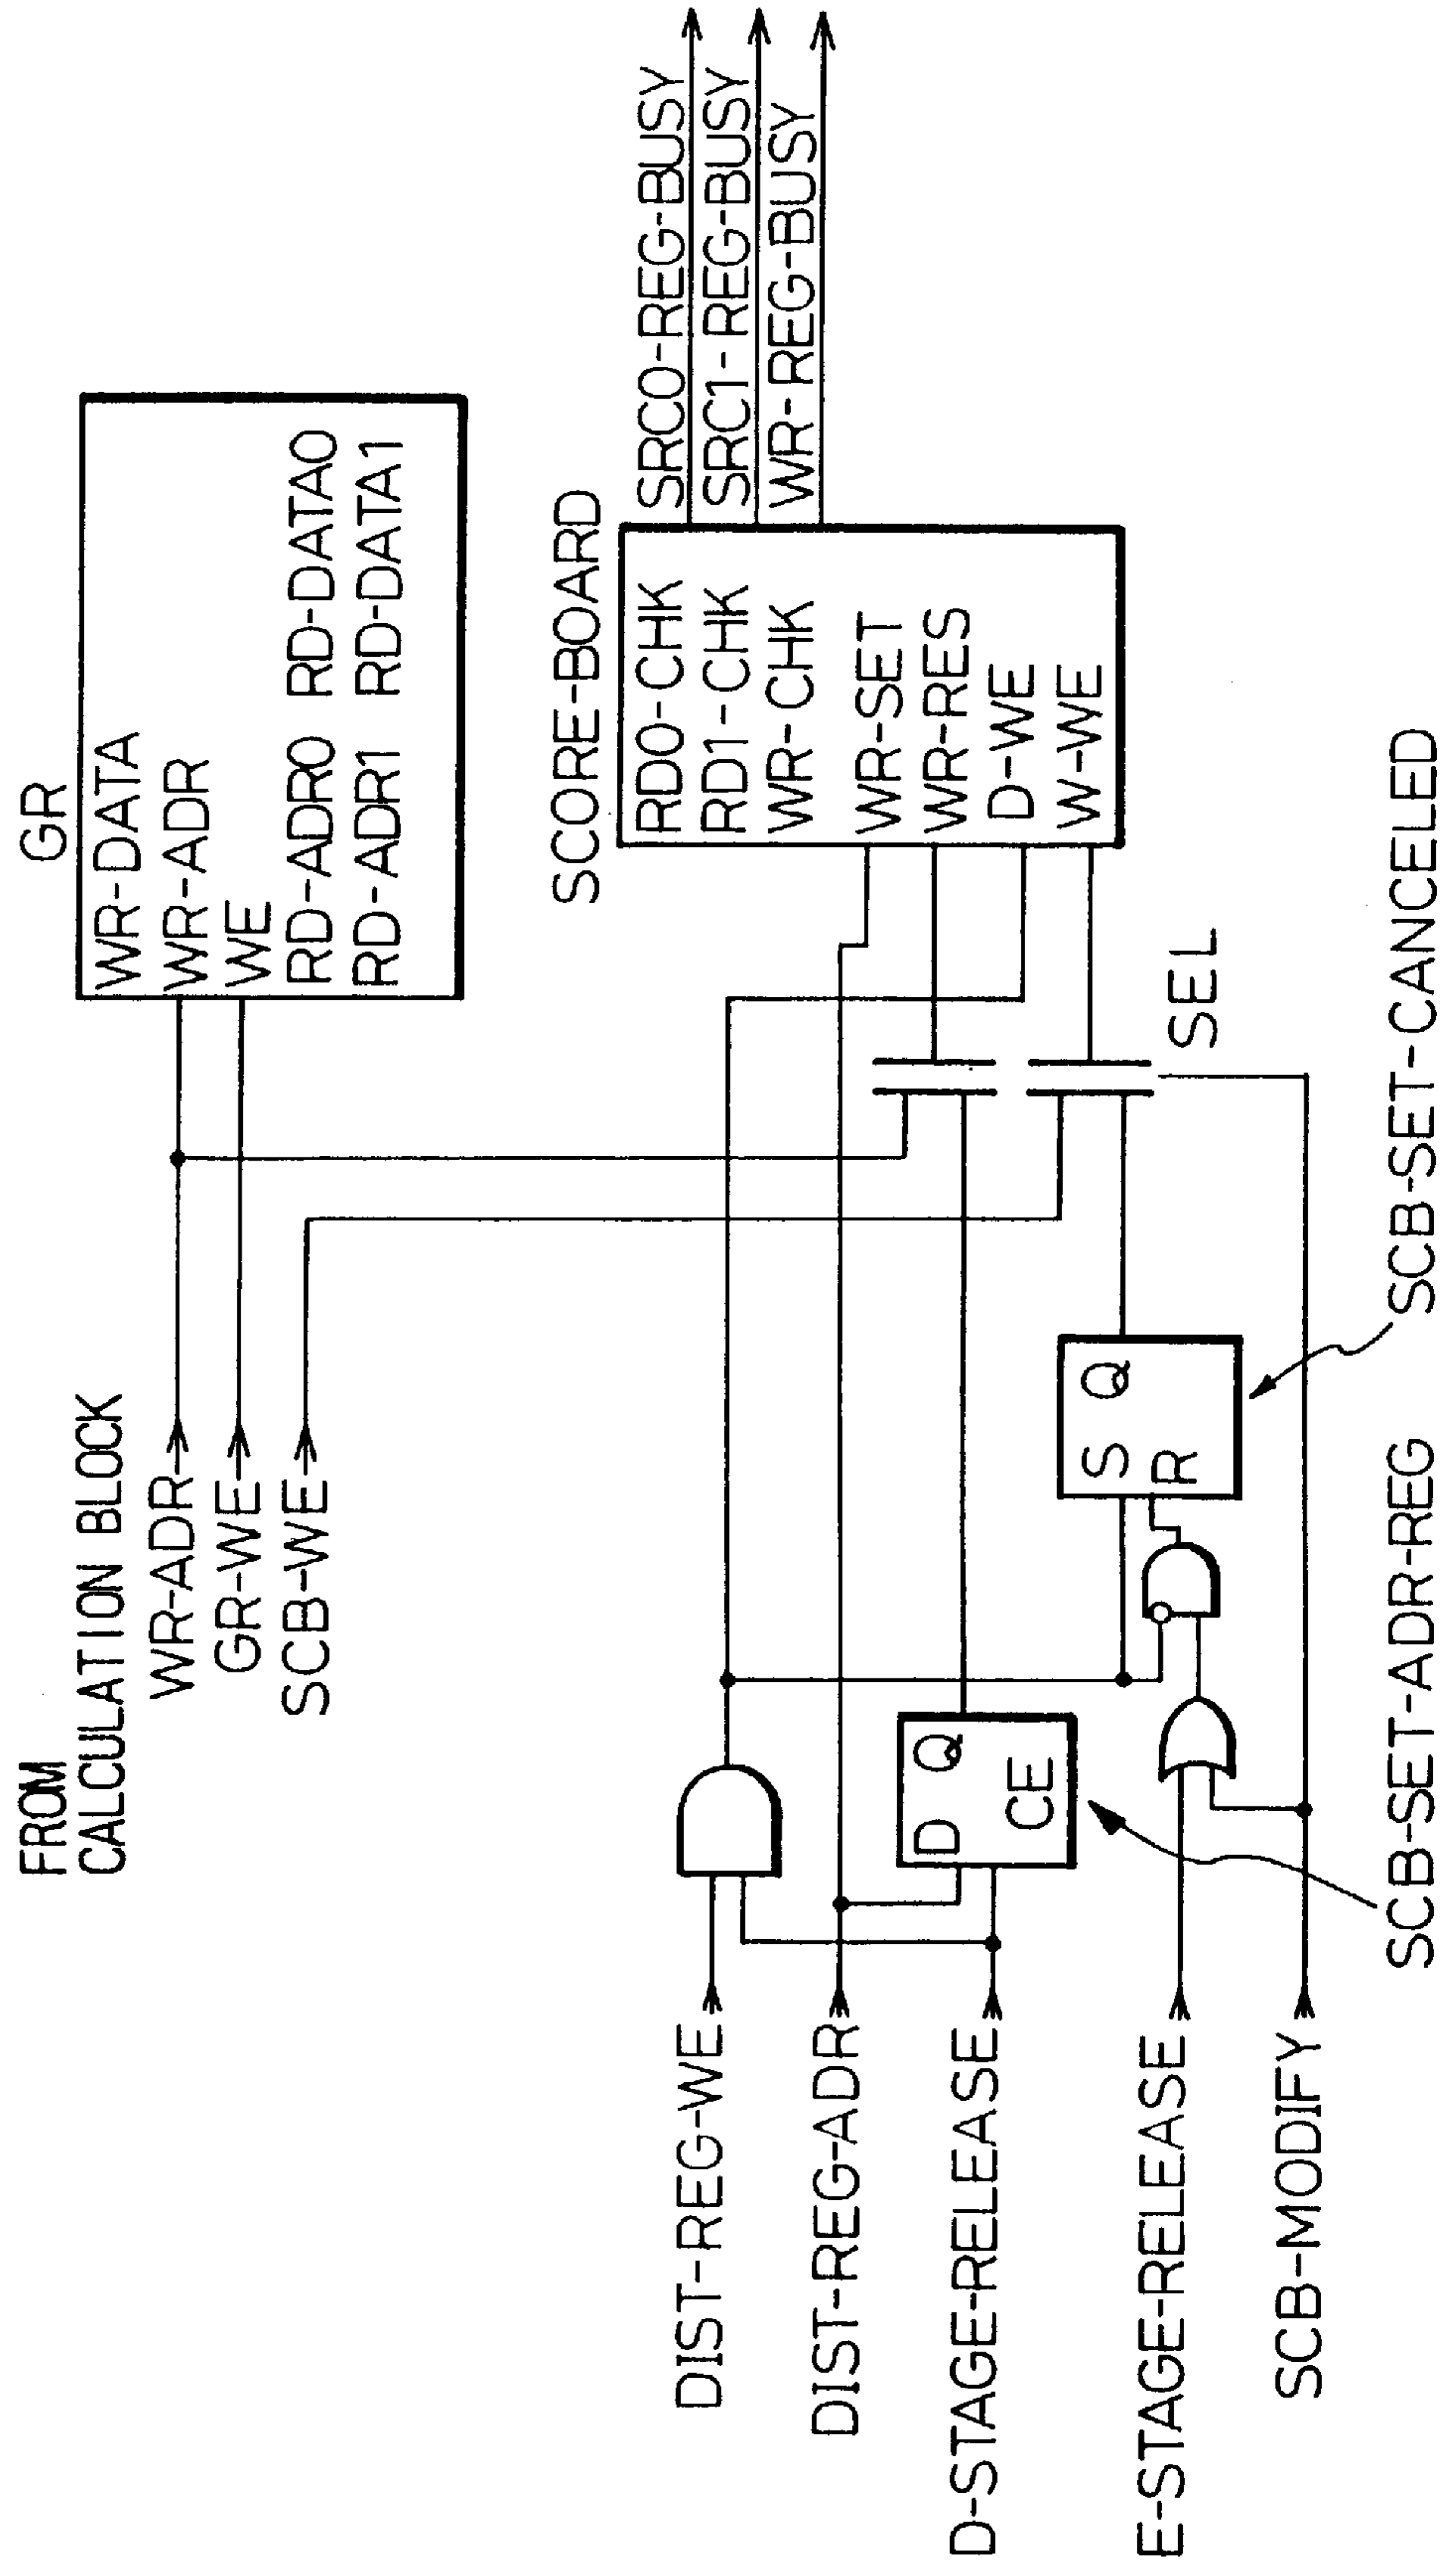 FROM
CALCULATION BLOCK
WR-ADR
GR-WE
SCB-WE
GR
WR-DATA
WR-ADR
WE
RD-ADR0 RD-DATA0
RD-ADR1 RD-DATA1
SCORE-BOARD
RD0-CHK
RD1-CHK
WR-CHK
WR-SET
WR-RES
D-WE
W-WE
SRC0-REG-BUSY
SRC1-REG-BUSY
WR-REG-BUSY
DIST-REG-WE
DIST-REG-ADR
D-STAGE-RELEASE
E-STAGE-RELEASE
SCB-MODIFY
D Q
CE
S Q
R
SEL
SCB-SET-ADR-REG
SCB-SET-CANCELED